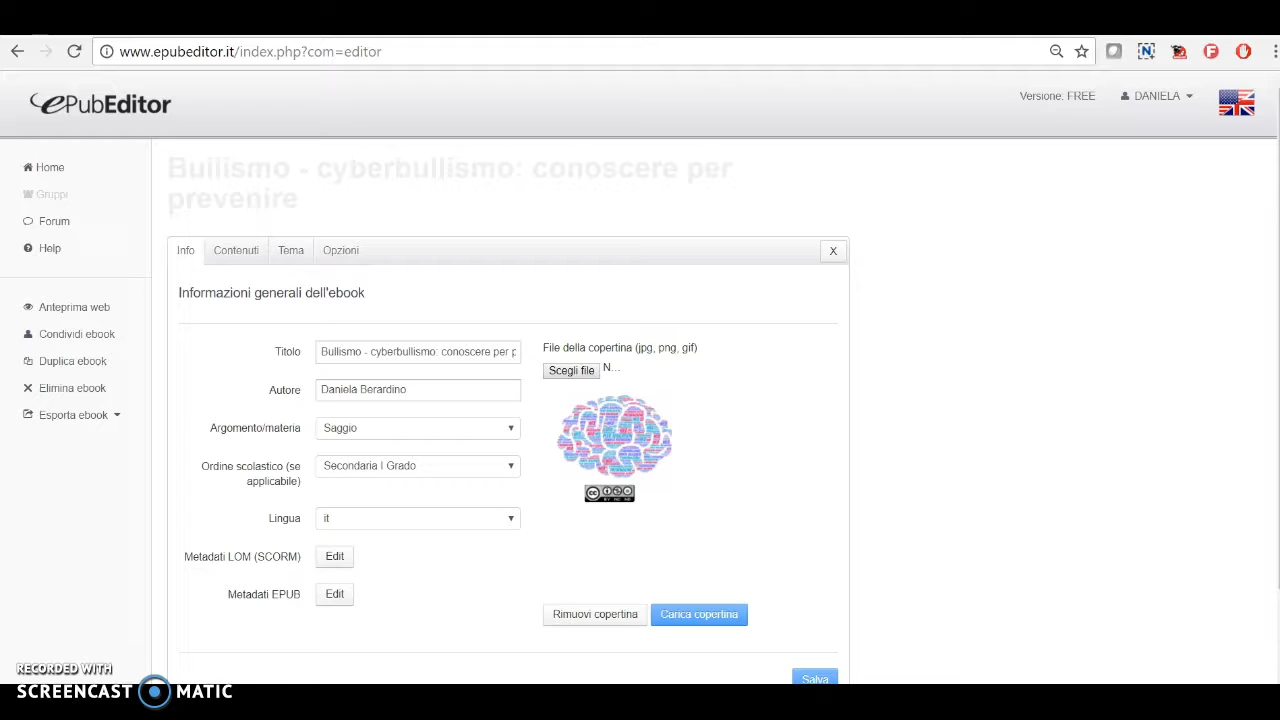 www.epubeditor.it/index.php?com=editor
ePubEditor
Versione: FREE
DANIELA
Home
Gruppi
Forum
Help
Anteprima web
Condividi ebook
Duplica ebook
Elimina ebook
Esporta ebook
Bullismo - cyberbullismo: conoscere per
prevenire
Info Contenuti Tema Opzioni X
Informazioni generali dell'ebook
Titolo Bullismo - cyberbullismo: conoscere per p
Autore Daniela Berardino
Argomento/materia Saggio
Ordine scolastico (se
applicabile)
Secondaria I Grado
Lingua it
Metadati LOM (SCORM) Edit
Metadati EPUB Edit
File della copertina (jpg, png, gif)
Scegli file N...
Rimuovi copertina Carica copertina
Salva
RECORDED WITH
SCREENCAST MATIC